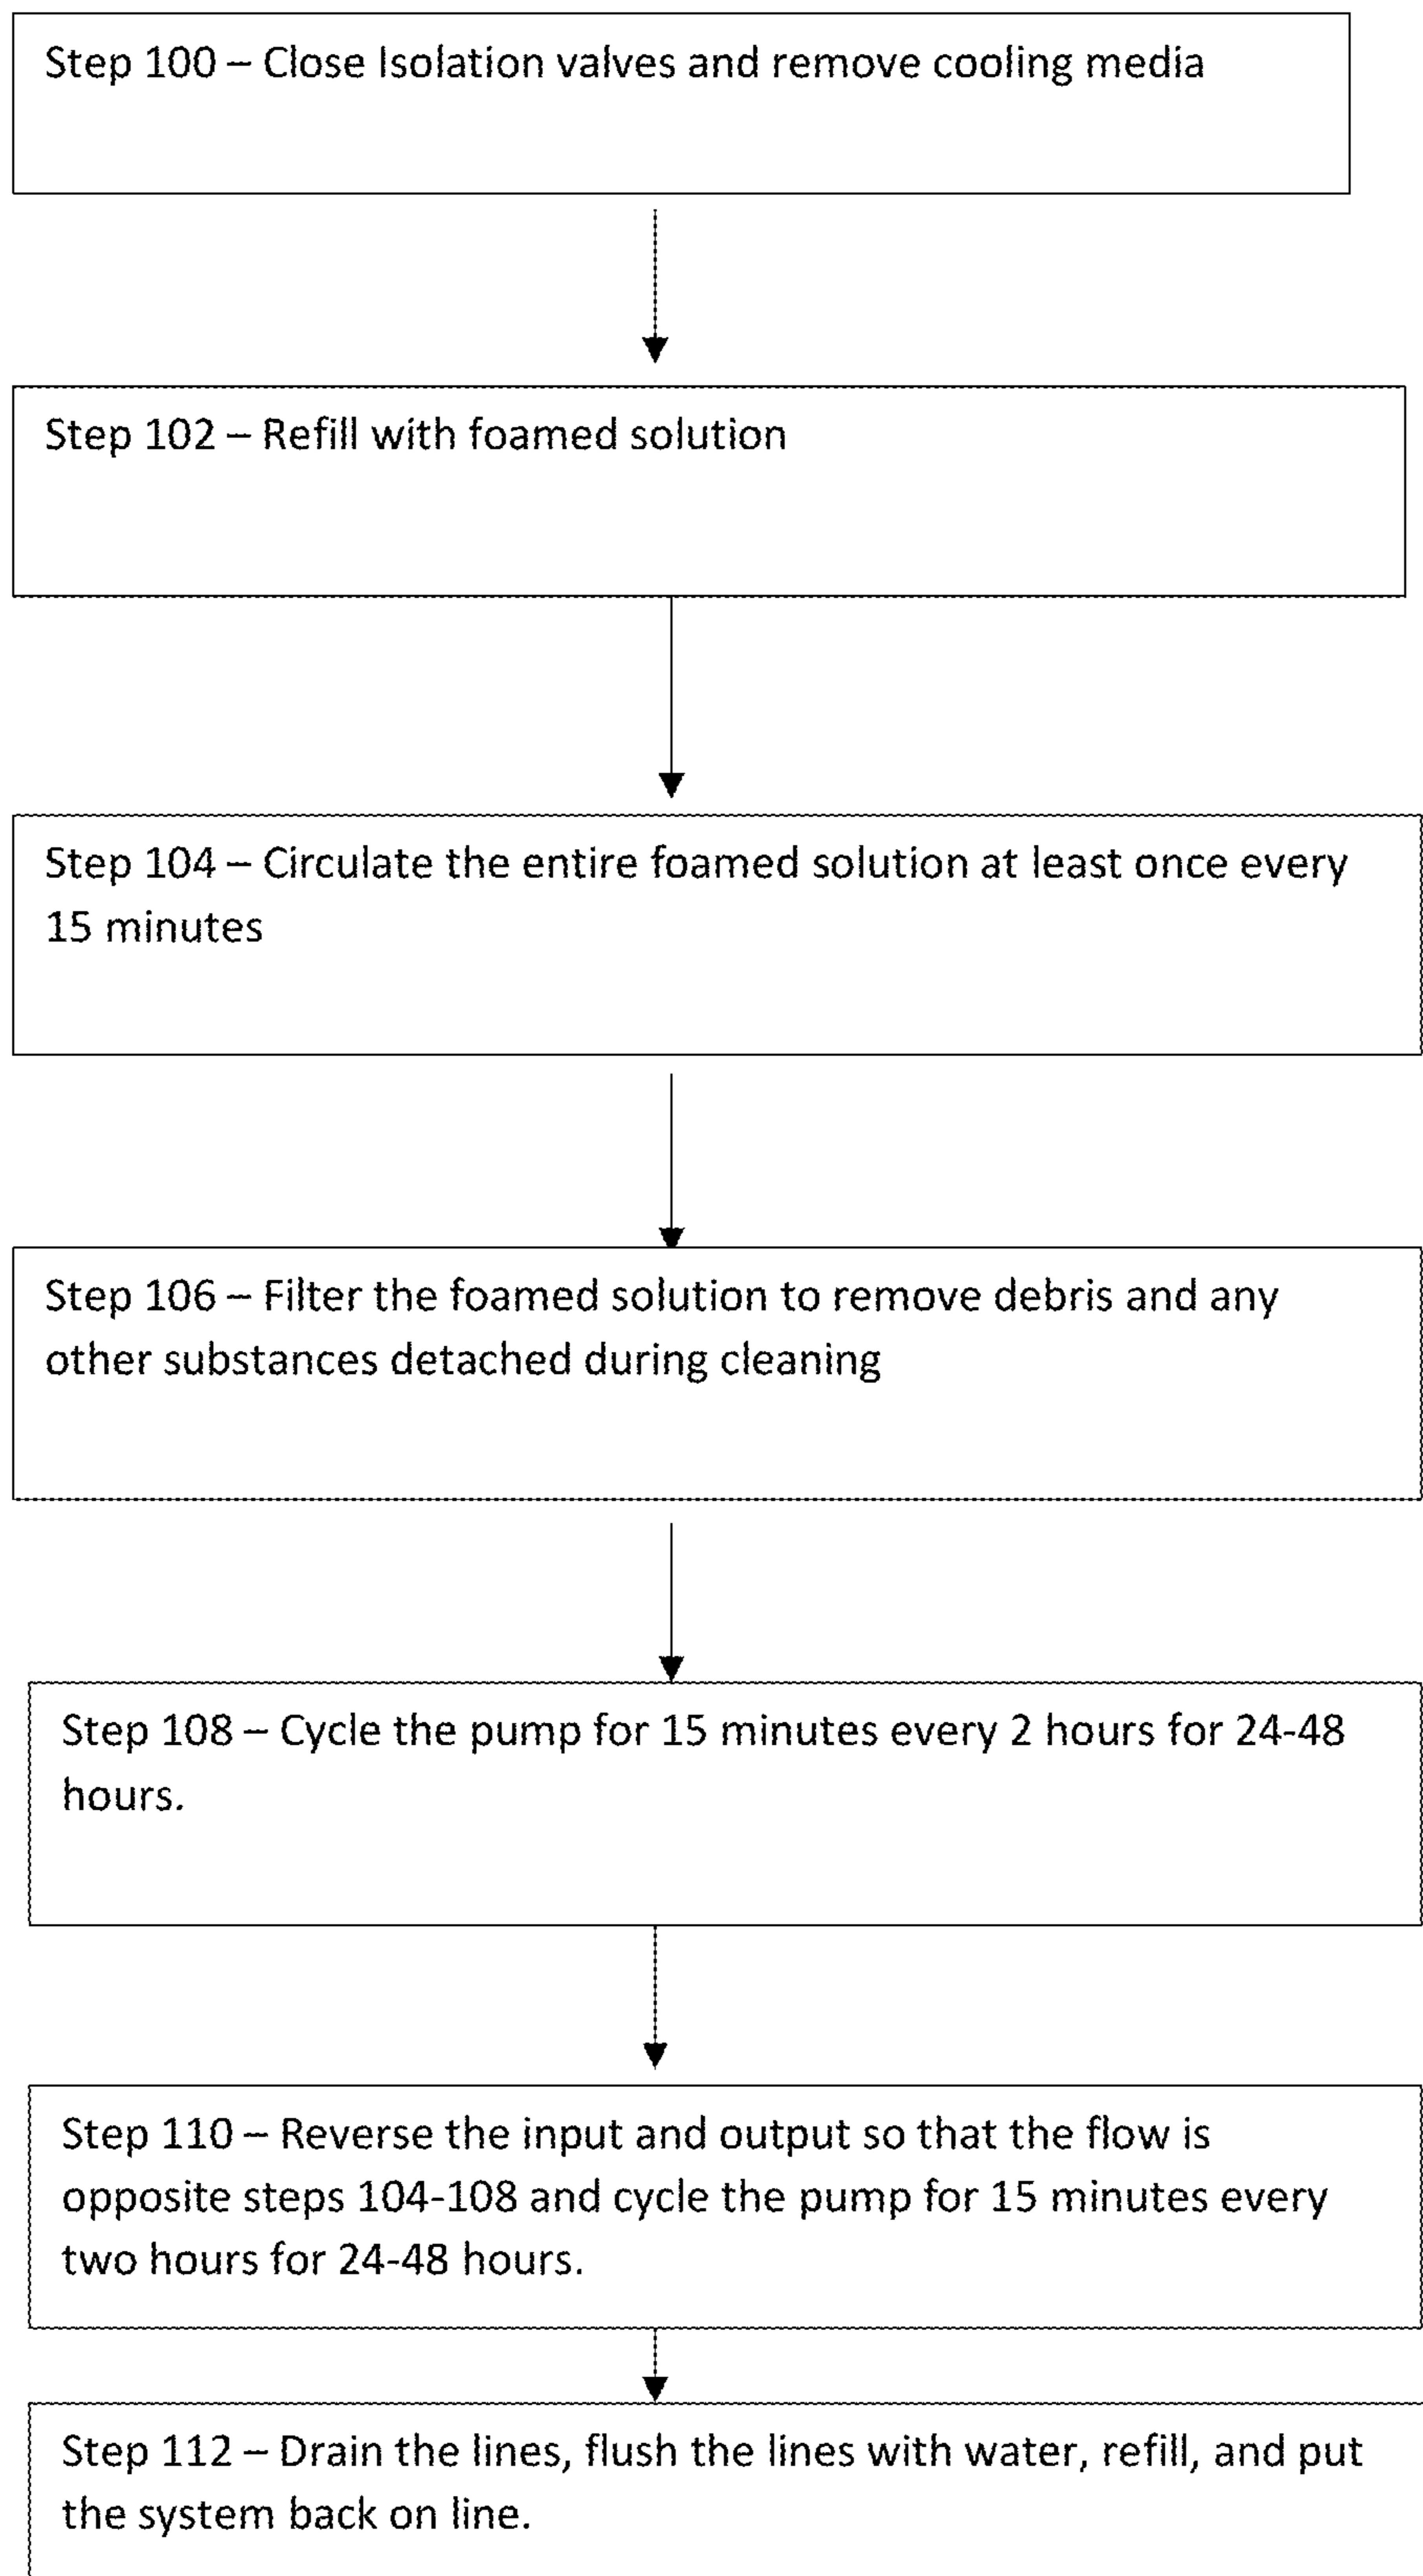 Step 100 – Close Isolation valves and remove cooling media
Step 102 – Refill with foamed solution
Step 104 – Circulate the entire foamed solution at least once every
15 minutes
Step 106 – Filter the foamed solution to remove debris and any
other substances detached during cleaning
Step 108 – Cycle the pump for 15 minutes every 2 hours for 24-48
hours.
Step 110 – Reverse the input and output so that the flow is
opposite steps 104-108 and cycle the pump for 15 minutes every
two hours for 24-48 hours.
Step 112 – Drain the lines, flush the lines with water, refill, and put
the system back on line.